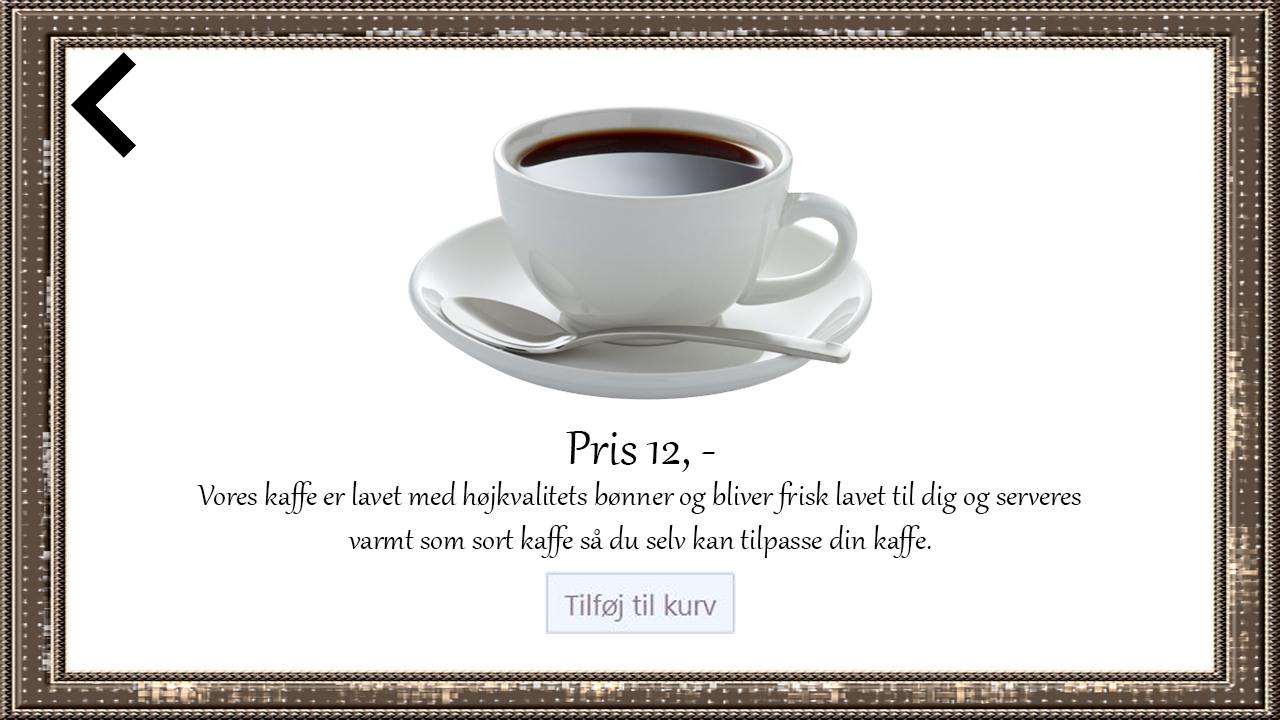 Pris 12, -
Vores kaffe er lavet med højkvalitets bønner og bliver frisk lavet til dig og serveres
varmt som sort kaffe så du selv kan tilpasse din kaffe.
Tilføj til kurv